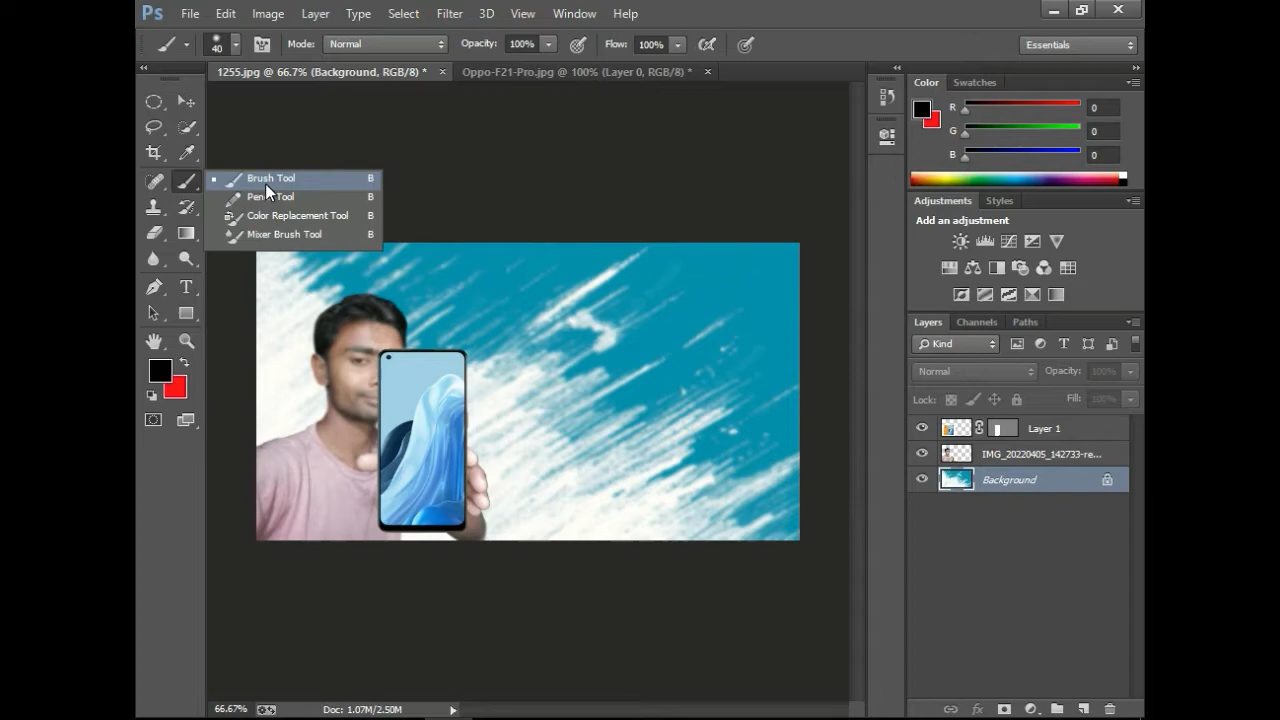 Ps File Edit Image Layer Type Select Filter 3D View Window Help
40 Mode: Normal Opacity: 100% Flow: 100% Essentials
1255.jpg @ 66.7% (Background, RGB/8) * × Oppo-F21-Pro.jpg @ 100% (Layer 0, RGB/8) * ×
Color Swatches
R 0
G 0
B 0
Brush Tool B
Tool B
Color Replacement Tool B
Mixer Brush Tool B
Adjustments Styles
Add an adjustment
Layers Channels Paths
Kind
Normal Opacity: 100%
Lock: Fill: 100%
Layer 1
IMG_20220405_142733-re...
Background
66.67% Doc: 1.07M/2.50M